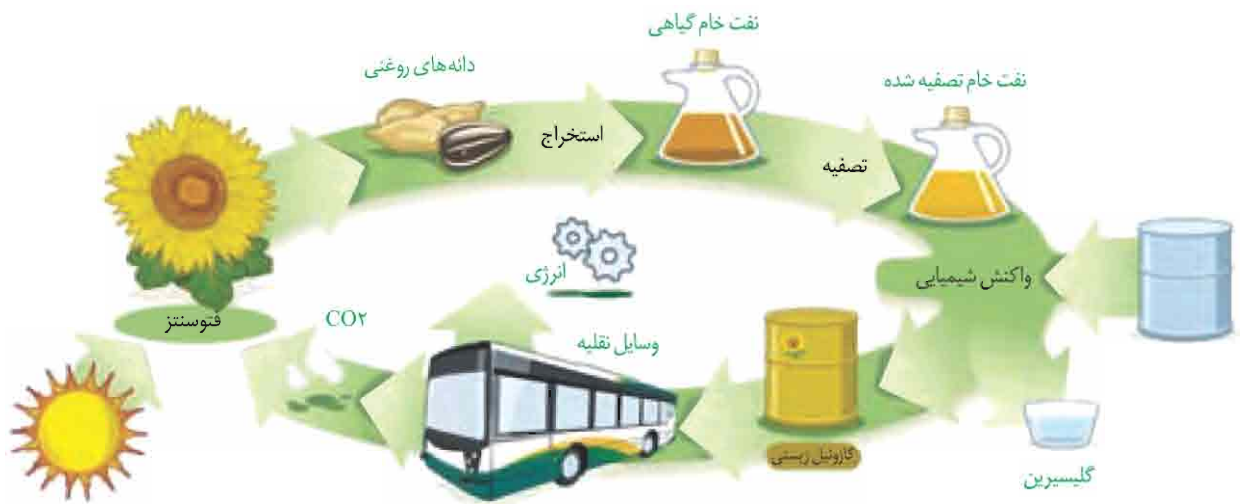 نفت خام گیاهی
دانه‌های روغنی
نفت خام تصفیه شده
استخراج
تصفیه
انرژی
واکنش شیمیایی
فتوسنتز
CO۲
وسایل نقلیه
گازوئیل زیستی
گلیسیرین